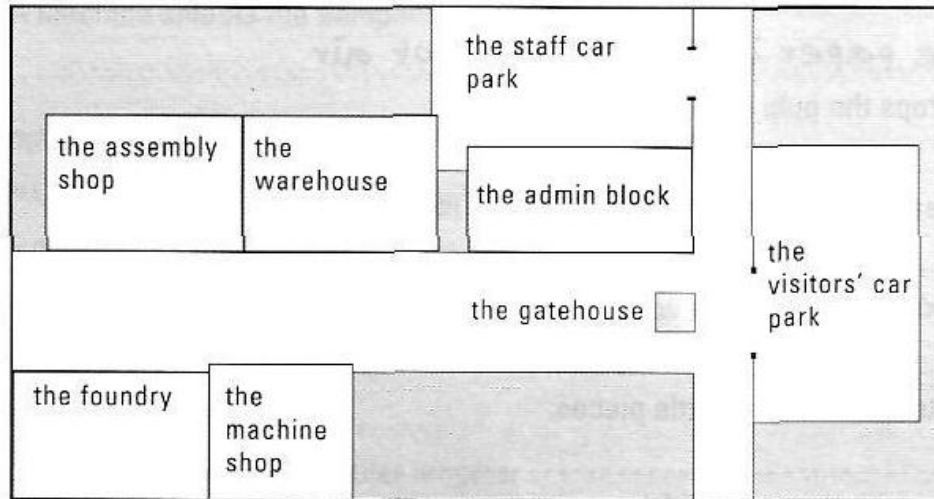 the staff car
park
the assembly
shop
the
warehouse
the admin block
the
visitors' car
park
the gatehouse
the foundry
the
machine
shop